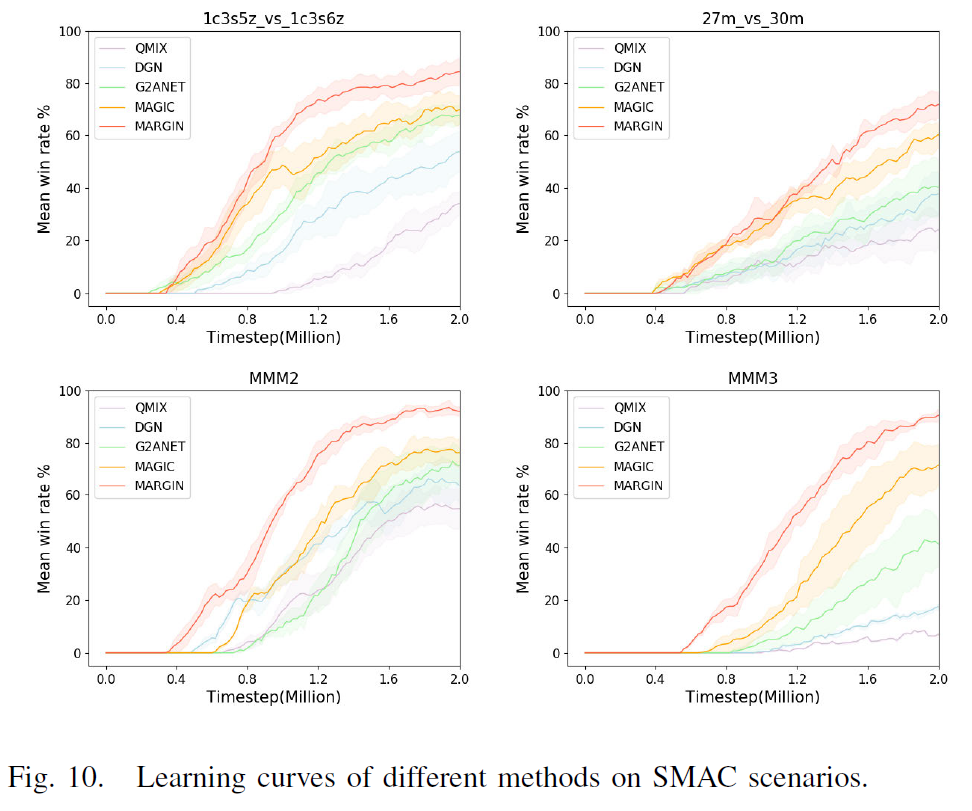 1c3s5z_vs_1c3s6z
100
80
60
40
20
0
Mean win rate %
QMIX
DGN
G2ANET
MAGIC
MARGIN
0.0 0.4 0.8 1.2 1.6 2.0
Timestep(Million)
27m_vs_30m
100
80
60
40
20
0
Mean win rate %
QMIX
DGN
G2ANET
MAGIC
MARGIN
0.0 0.4 0.8 1.2 1.6 2.0
Timestep(Million)
MMM2
100
80
60
40
20
0
Mean win rate %
QMIX
DGN
G2ANET
MAGIC
MARGIN
0.0 0.4 0.8 1.2 1.6 2.0
Timestep(Million)
MMM3
100
80
60
40
20
0
Mean win rate %
QMIX
DGN
G2ANET
MAGIC
MARGIN
0.0 0.4 0.8 1.2 1.6 2.0
Timestep(Million)
Fig. 10. Learning curves of different methods on SMAC scenarios.